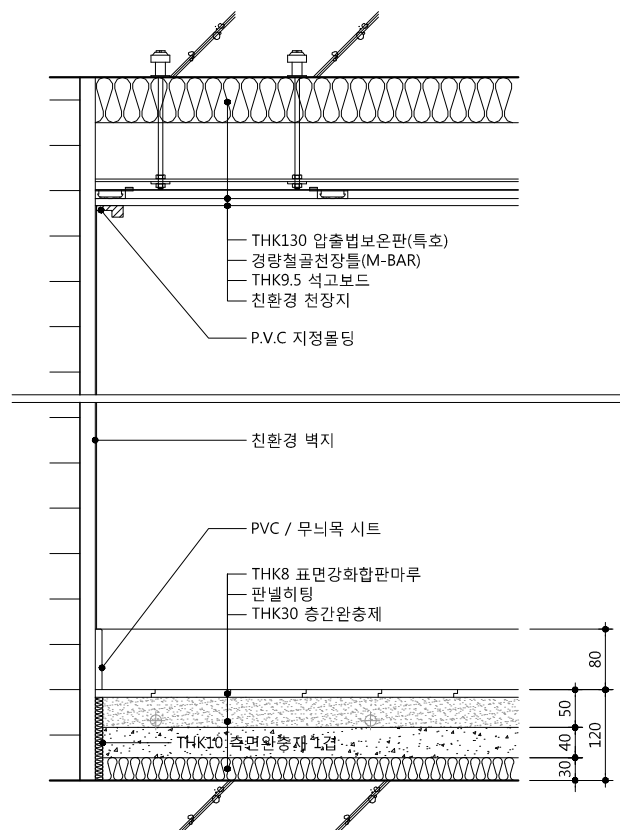 THK130 압출법보온판(특호)
경량철골천장틀(M-BAR)
THK9.5 석고보드
친환경 천장지
P.V.C 지정몰딩
친환경 벽지
PVC / 무늬목 시트
THK8 표면강화합판마루
판넬히팅
THK30 층간완충제
THK10 측면완충재 1겹
80
50
40
30
120